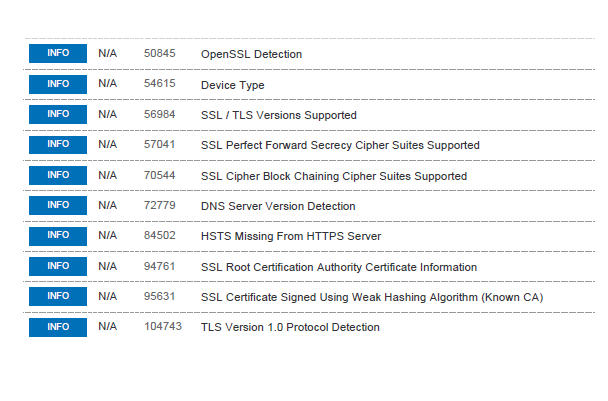 INFO N/A 50845 OpenSSL Detection
INFO N/A 54615 Device Type
INFO N/A 56984 SSL / TLS Versions Supported
INFO N/A 57041 SSL Perfect Forward Secrecy Cipher Suites Supported
INFO N/A 70544 SSL Cipher Block Chaining Cipher Suites Supported
INFO N/A 72779 DNS Server Version Detection
INFO N/A 84502 HSTS Missing From HTTPS Server
INFO N/A 94761 SSL Root Certification Authority Certificate Information
INFO N/A 95631 SSL Certificate Signed Using Weak Hashing Algorithm (Known CA)
INFO N/A 104743 TLS Version 1.0 Protocol Detection